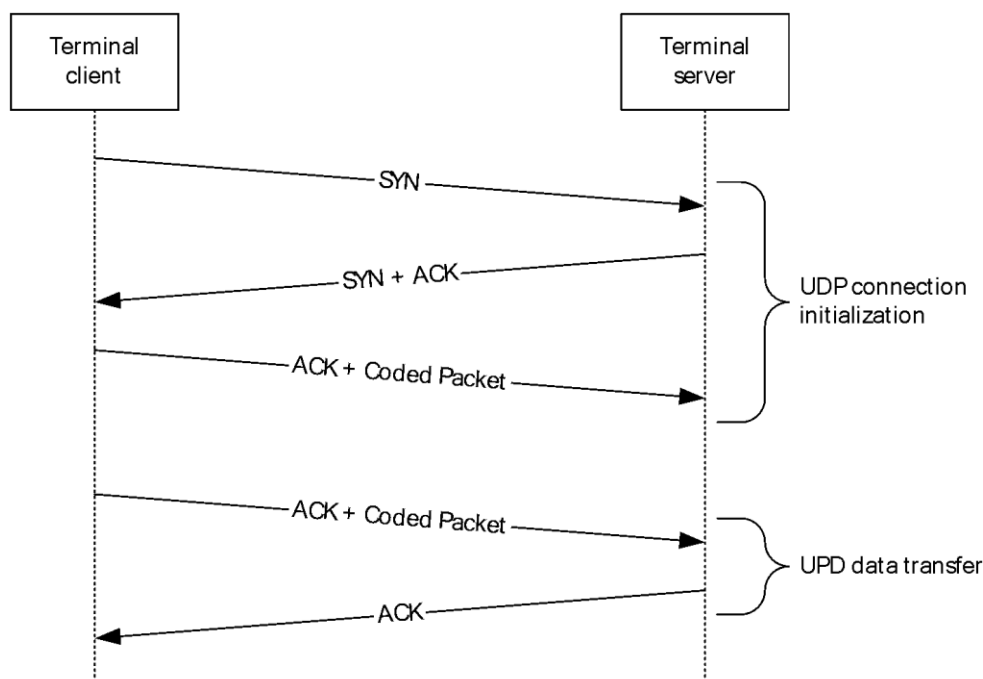 Terminal
client
Terminal
server
SYN
SYN + ACK
UDP connection
initialization
ACK + Coded Packet
ACK + Coded Packet
UPD data transfer
ACK